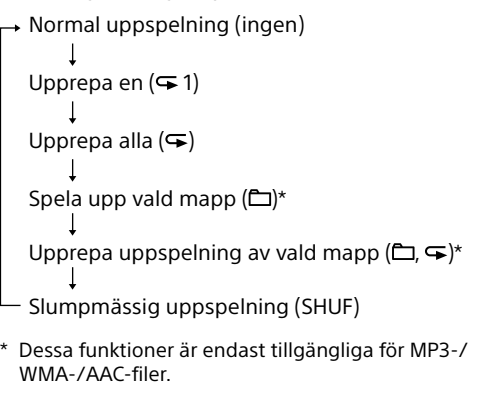 Normal uppspelning (ingen)
Upprepa en (1)
Upprepa alla ()
Spela upp vald mapp ()*
Upprepa uppspelning av vald mapp (, )*
Slumpmässig uppspelning (SHUF)
* Dessa funktioner är endast tillgängliga för MP3-/
WMA-/AAC-filer.